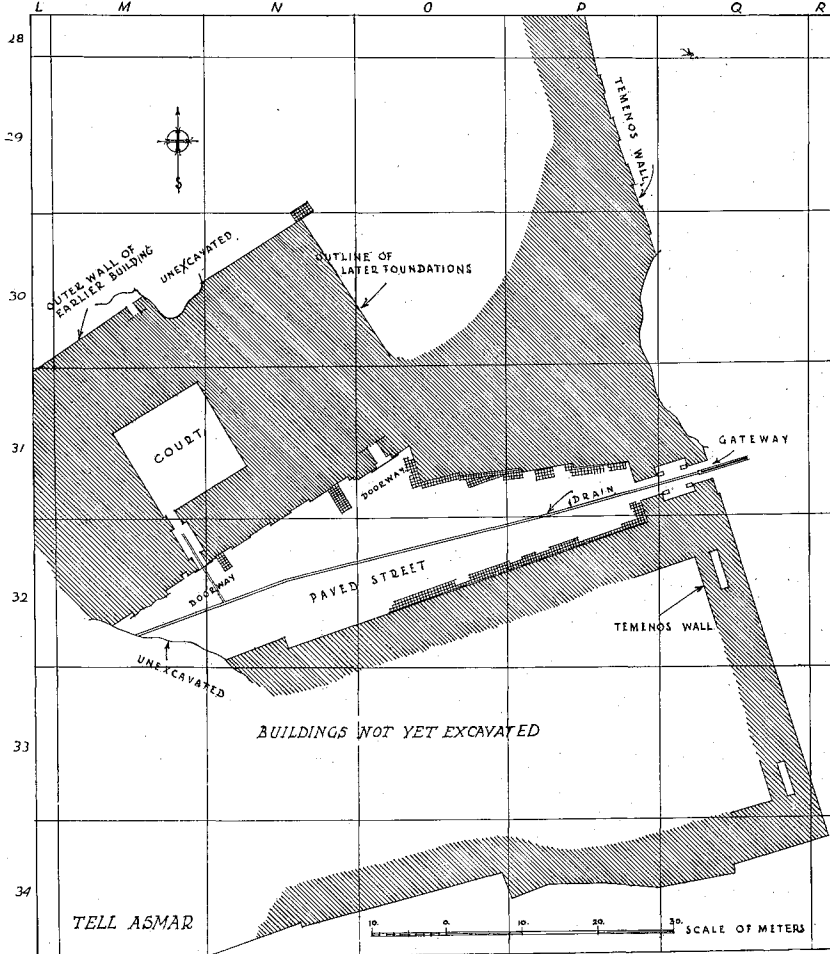 L M N O P Q R
28
29
30
31
32
33
34
S
TEMENOS WALL
OUTER WALL OF
EARLIER BUILDING
UNEXCAVATED
OUTLINE OF
LATER FOUNDATIONS
COURT
DOORWAY
GATEWAY
DRAIN
DOORWAY
PAVED STREET
TEMENOS WALL
UNEXCAVATED
BUILDINGS NOT YET EXCAVATED
TELL ASMAR
10. 0. 10. 20. 30. SCALE OF METERS